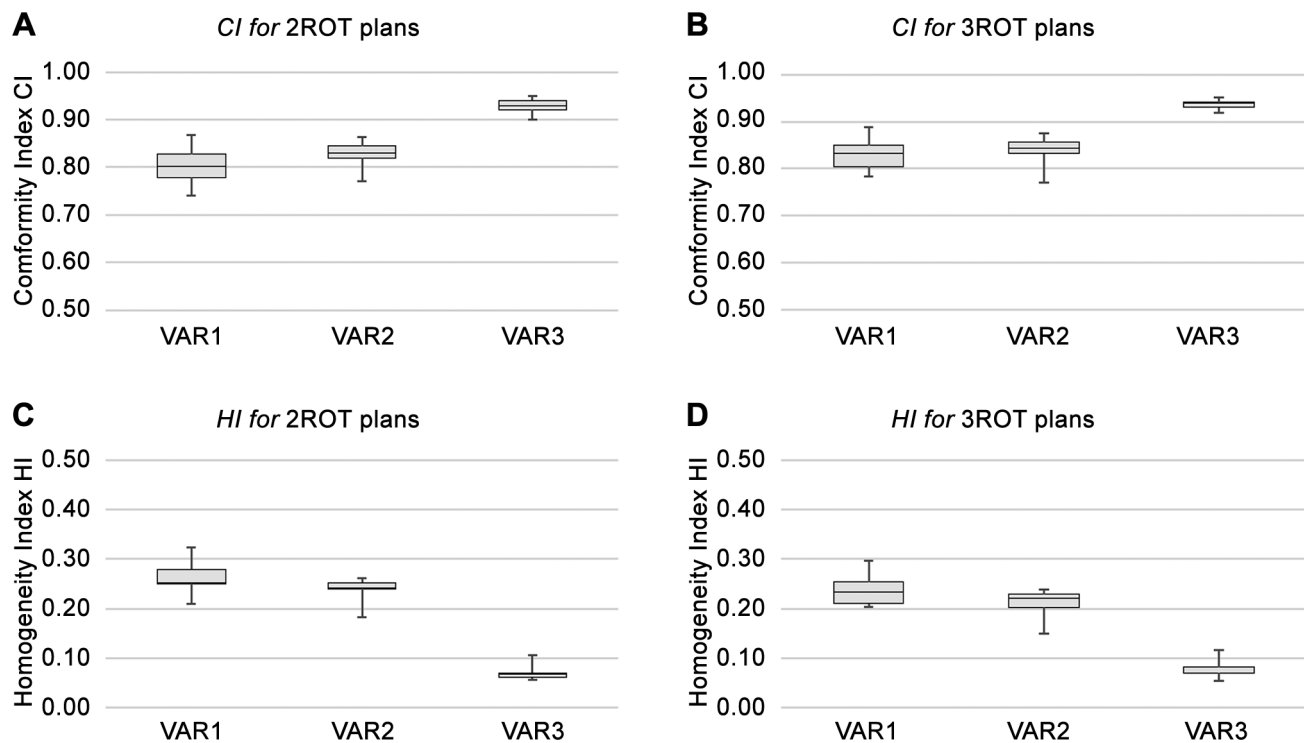 A
CI for 2ROT plans
Comformity Index CI
1.00
0.90
0.80
0.70
0.60
0.50
VAR1 VAR2 VAR3
B
CI for 3ROT plans
Comformity Index CI
1.00
0.90
0.80
0.70
0.60
0.50
VAR1 VAR2 VAR3
C
HI for 2ROT plans
Homogeneity Index HI
0.50
0.40
0.30
0.20
0.10
0.00
VAR1 VAR2 VAR3
D
HI for 3ROT plans
Homogeneity Index HI
0.50
0.40
0.30
0.20
0.10
0.00
VAR1 VAR2 VAR3